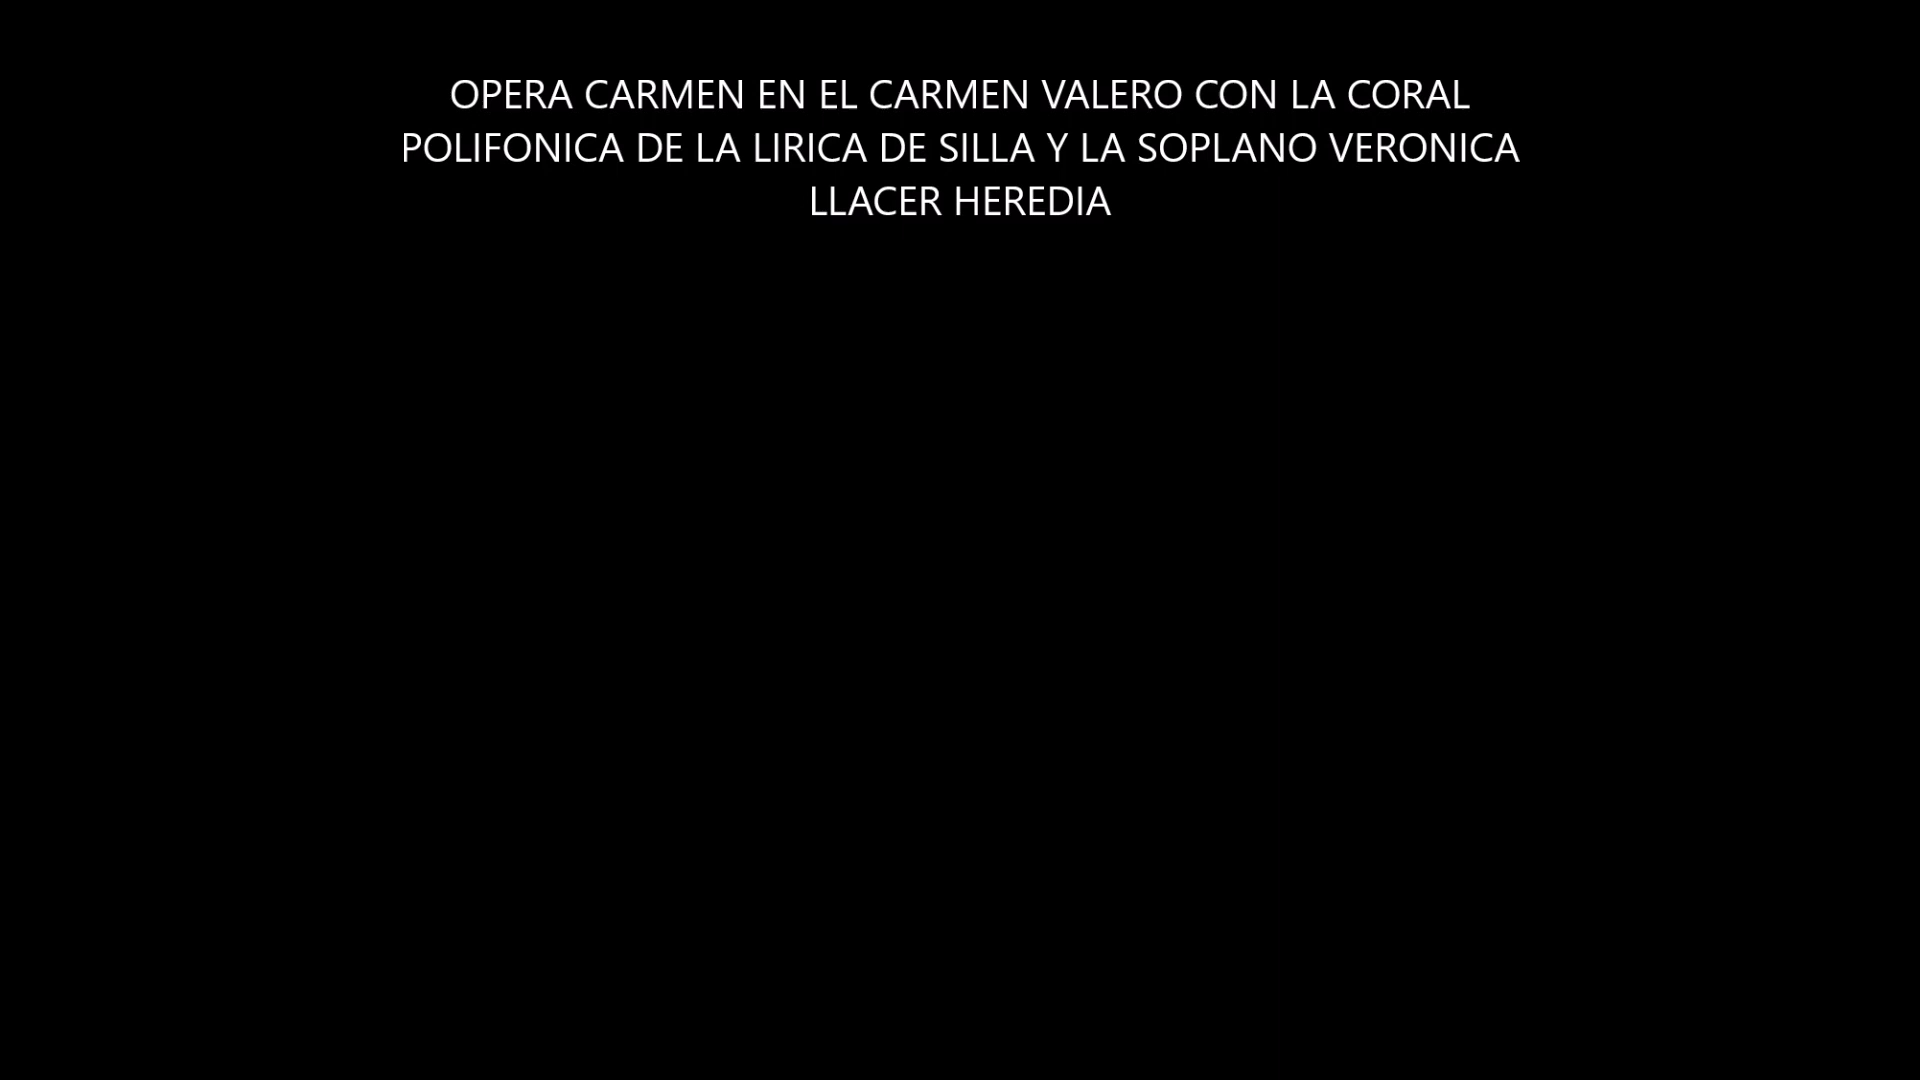 OPERA CARMEN EN EL CARMEN VALERO CON LA CORAL
POLIFONICA DE LA LIRICA DE SILLA Y LA SOPLANO VERONICA
LLACER HEREDIA